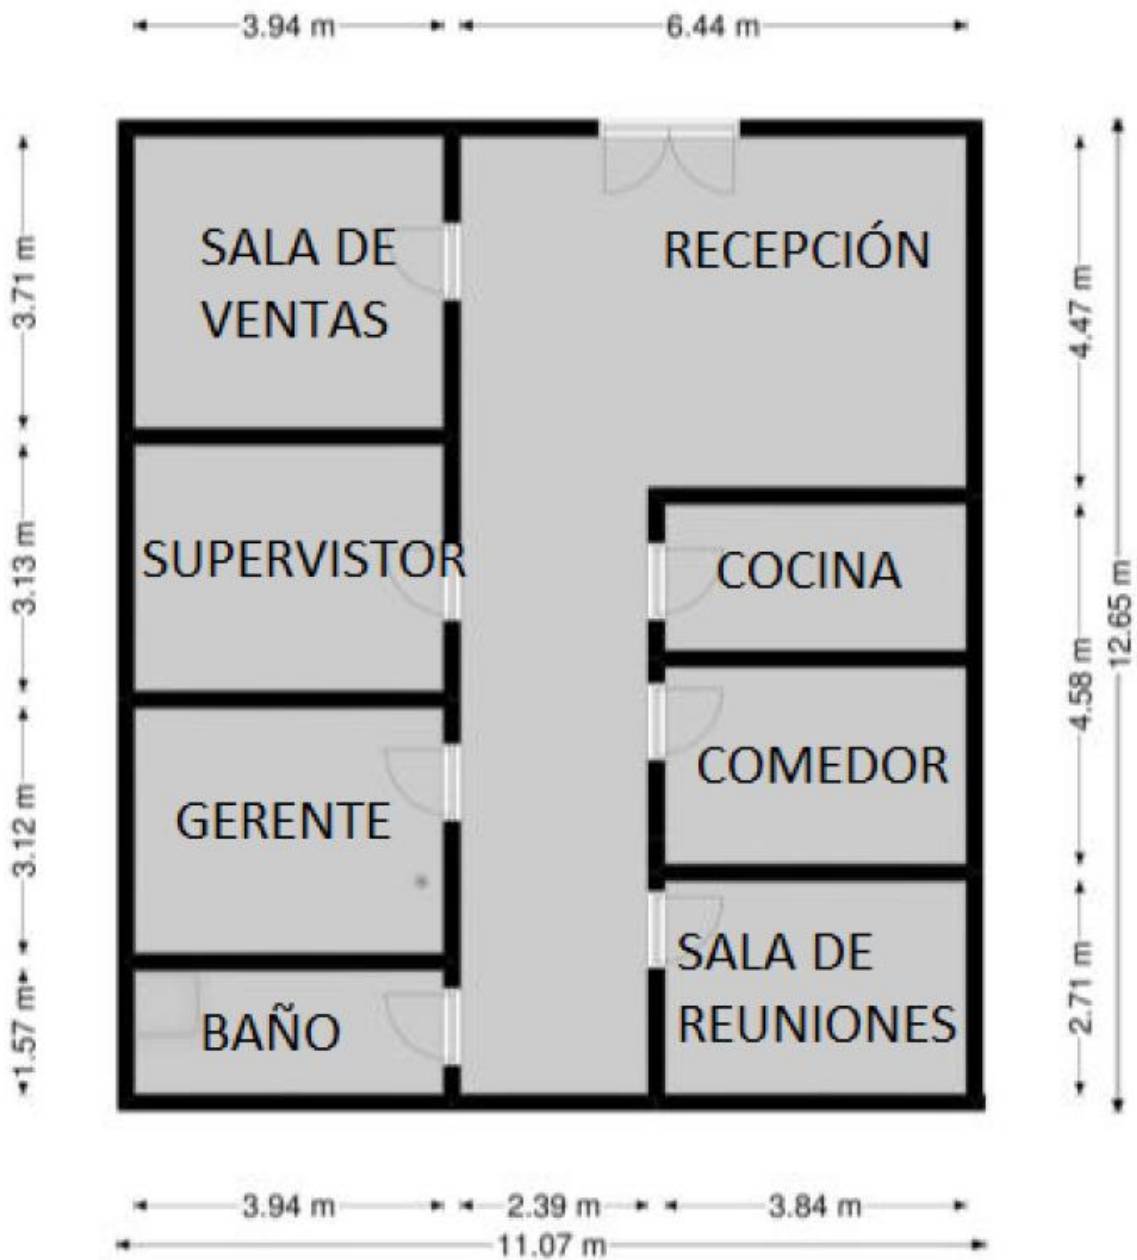 3.94 m
6.44 m
SALA DE
VENTAS
RECEPCIÓN
3.71 m
4.47 m
SUPERVISTOR
COCINA
3.13 m
12.65 m
4.58 m
COMEDOR
GERENTE
3.12 m
SALA DE
REUNIONES
2.71 m
BAÑO
1.57 m
3.94 m
2.39 m
3.84 m
11.07 m